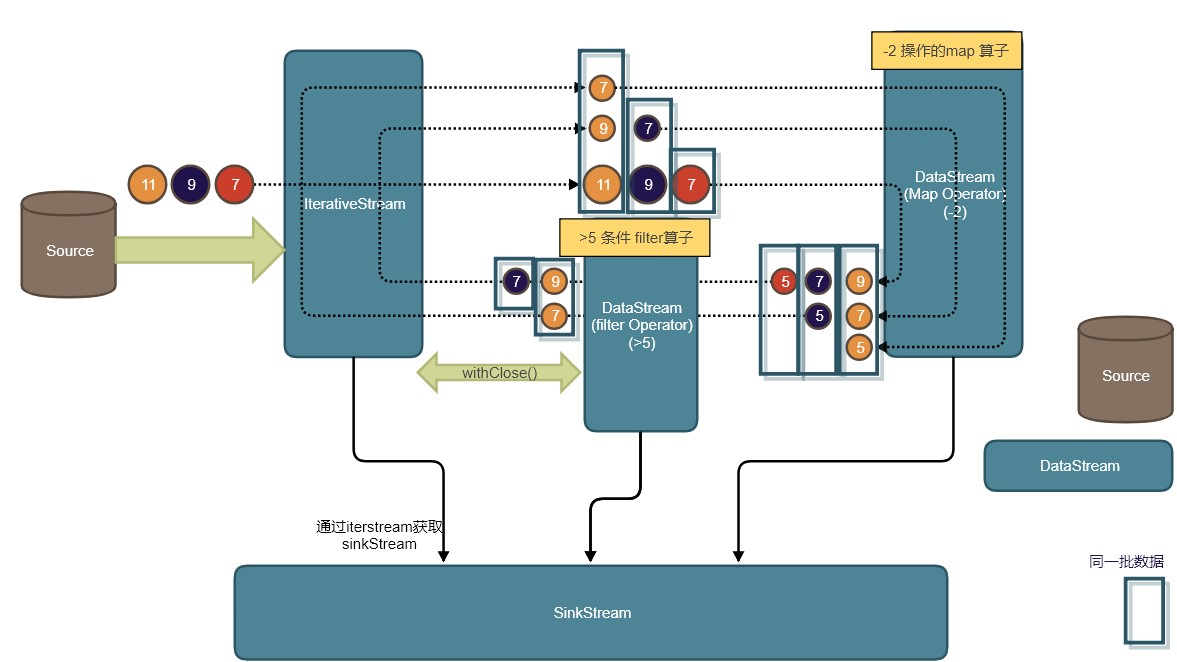 -2 操作的map 算子
7
9
7
11
9
7
11
9
7
IterativeStream
DataStream
(Map Operator)
(-2)
Source
>5 条件 filter算子
7
9
5
7
9
7
5
7
5
DataStream
(filter Operator)
(>5)
withClose()
Source
DataStream
通过iterstream获取
sinkStream
同一批数据
SinkStream